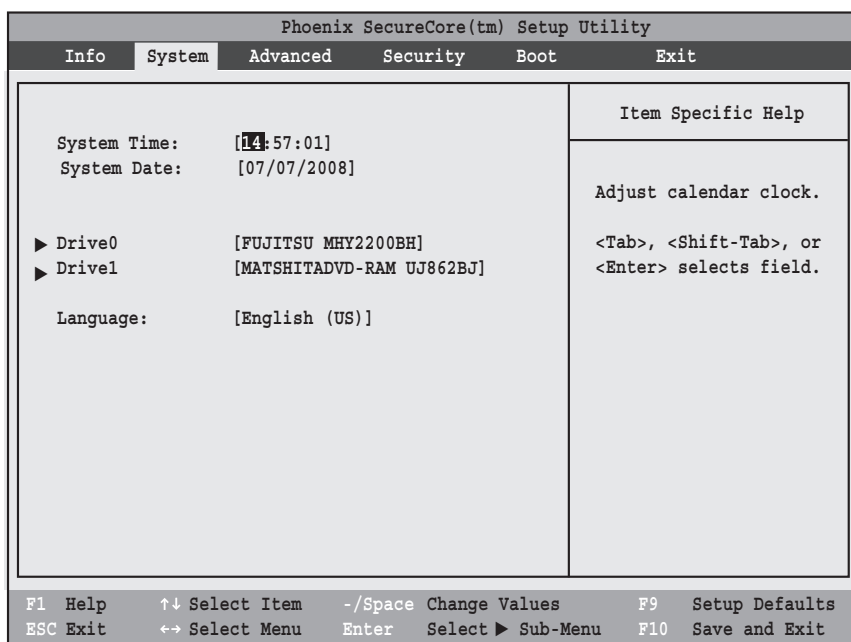 Phoenix SecureCore(tm) Setup Utility
Info System Advanced Security Boot Exit
System Time: [14:57:01]
System Date: [07/07/2008]
▶ Drive0 [FUJITSU MHY2200BH]
▶ Drive1 [MATSHITADVD-RAM UJ862BJ]
Language: [English (US)]
Item Specific Help
Adjust calendar clock.
<Tab>, <Shift-Tab>, or
<Enter> selects field.
F1 Help ↑↓ Select Item -/Space Change Values F9 Setup Defaults
ESC Exit ←→ Select Menu Enter Select ▶ Sub-Menu F10 Save and Exit